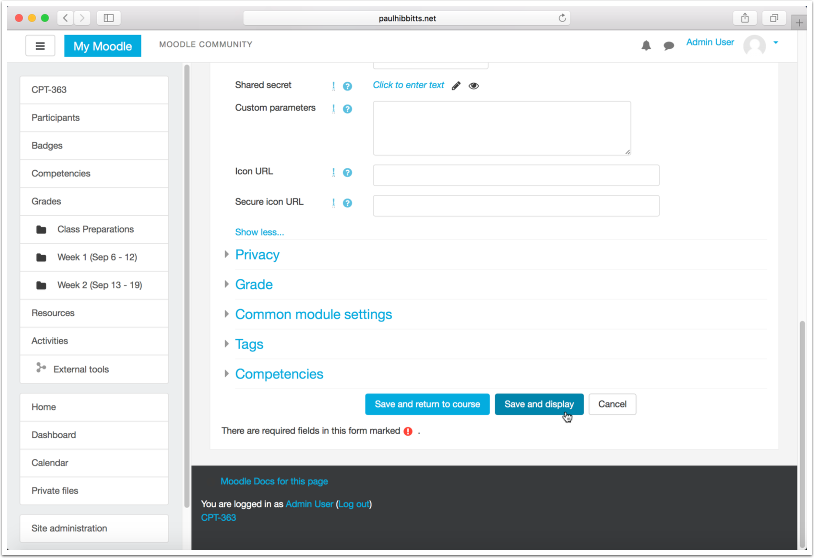 paulhibbitts.net
My Moodle
MOODLE COMMUNITY
Admin User
CPT-363
Participants
Badges
Competencies
Grades
Class Preparations
Week 1 (Sep 6 - 12)
Week 2 (Sep 13 - 19)
Resources
Activities
External tools
Home
Dashboard
Calendar
Private files
Site administration
Shared secret ! ? Click to enter text
Custom parameters ! ?
Icon URL ! ?
Secure icon URL ! ?
Show less...
Privacy
Grade
Common module settings
Tags
Competencies
Save and return to course Save and display Cancel
There are required fields in this form marked ! .
Moodle Docs for this page
You are logged in as Admin User (Log out)
CPT-363